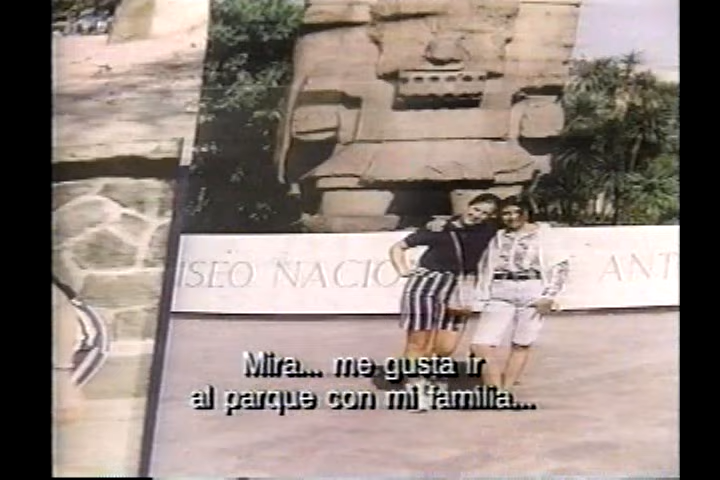 ISEO NACIO ANT
Mira... me gusta ir
al parque con mi familia...